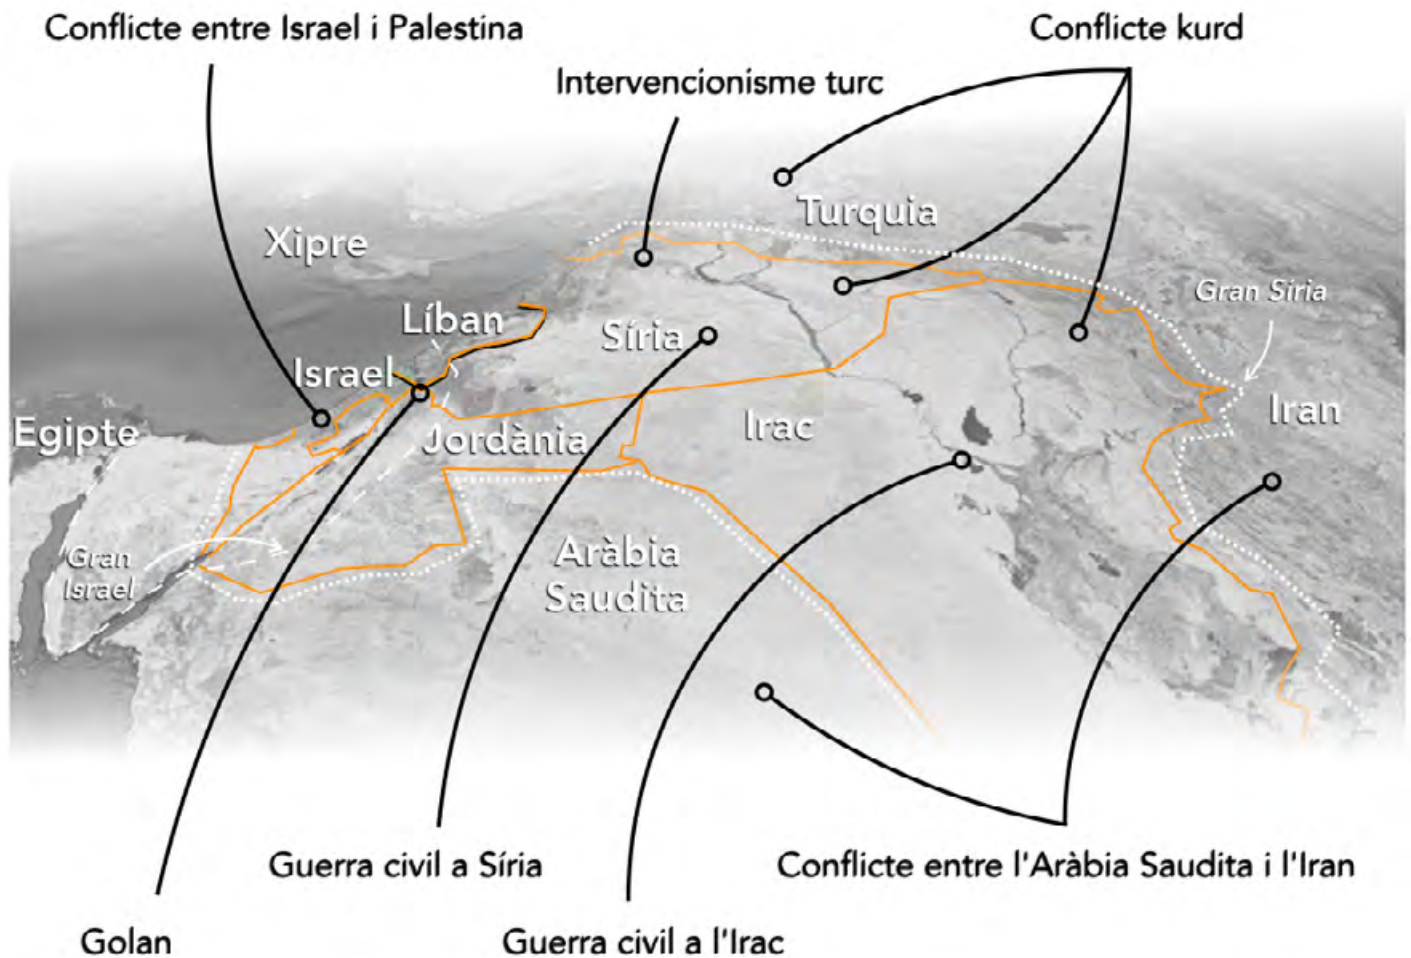 Conflicte entre Israel i Palestina
Conflicte kurd
Intervencionisme turc
Turquia
Xipre
Gran Síria
Líban
Síria
Israel
Iran
Egipte
Jordània
Irac
Gran
Israel
Aràbia
Saudita
Guerra civil a Síria
Conflicte entre l'Aràbia Saudita i l'Iran
Golan
Guerra civil a l'Irac